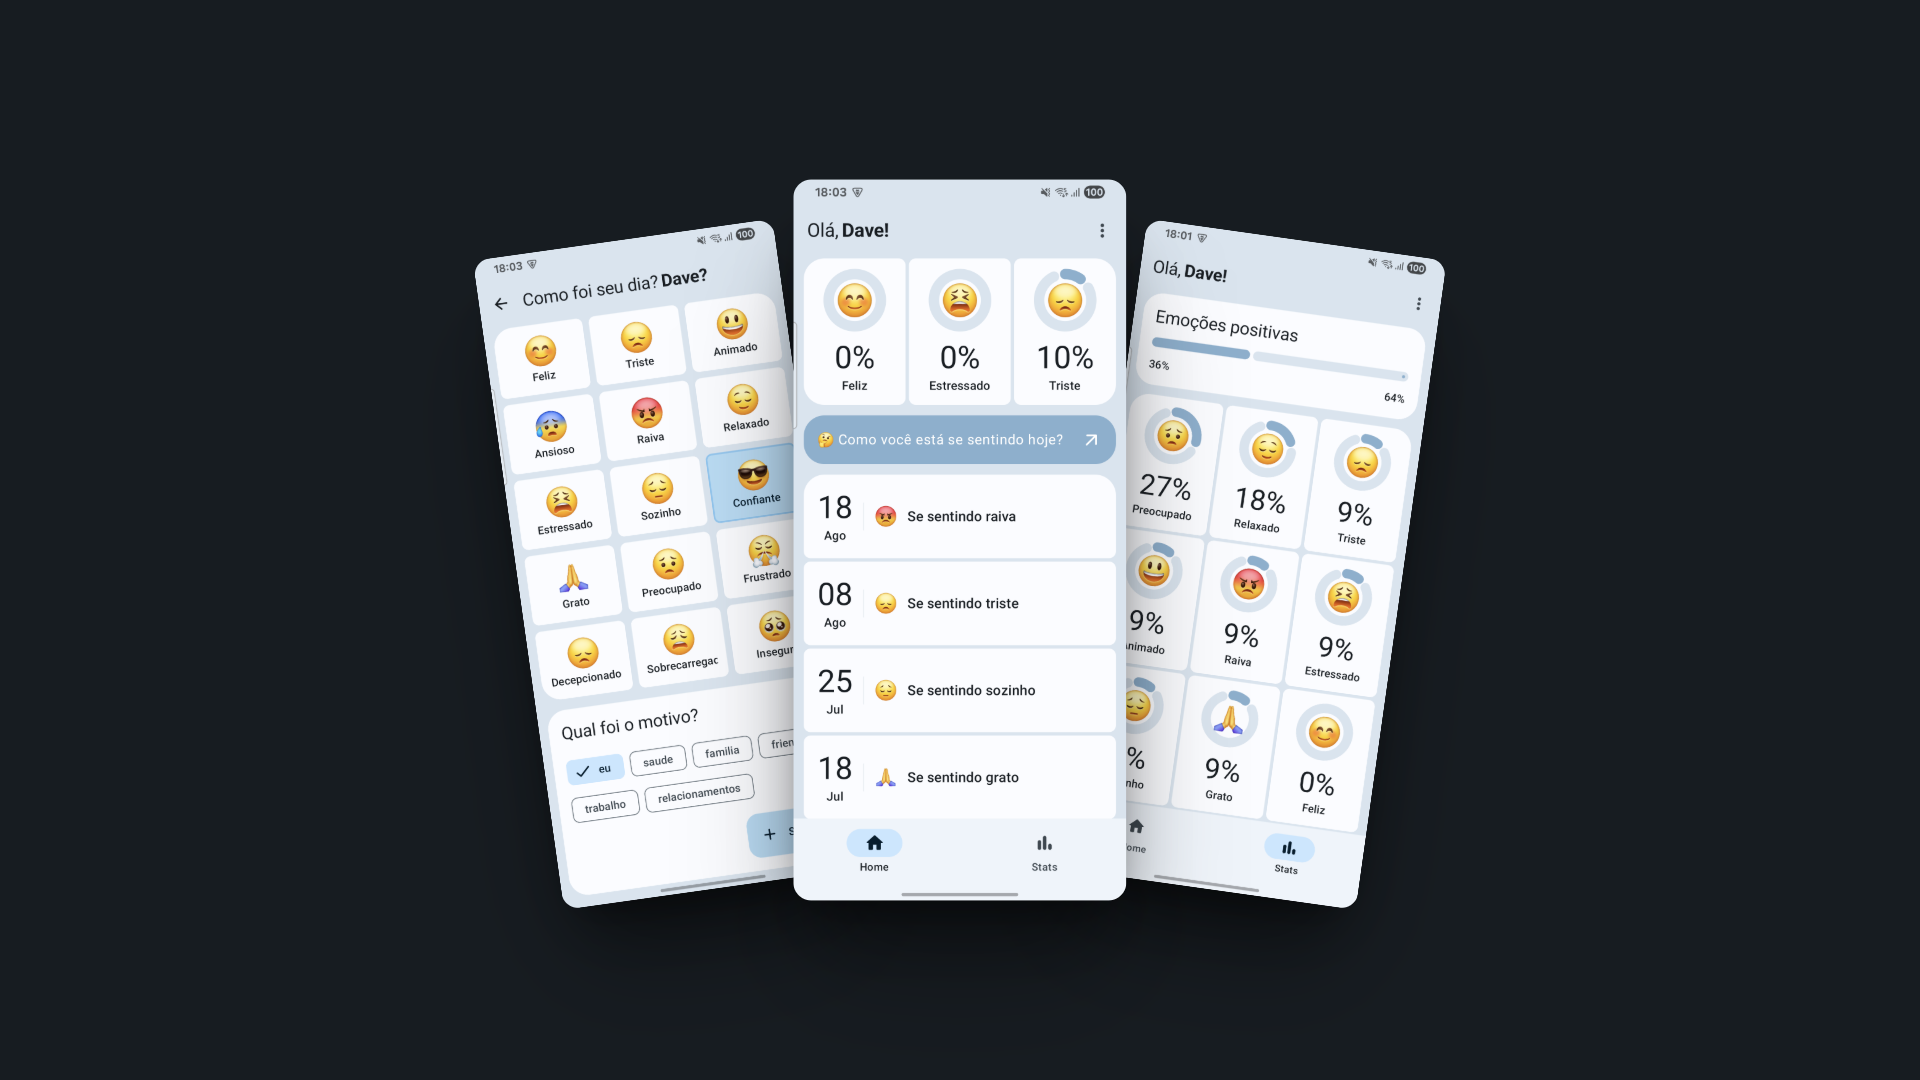 18:03
100
Como foi seu dia? Dave?
Feliz
Triste
Animado
Ansioso
Raiva
Relaxado
Estressado
Sozinho
Confiante
Grato
Preocupado
Frustrado
Decepcionado
Sobrecarregac
Insegur
Qual foi o motivo?
eu
saude
familia
frien
trabalho
relacionamentos
+ S
18:03
100
Olá, Dave!
0%
Feliz
0%
Estressado
10%
Triste
Como você está se sentindo hoje?
18
Ago
Se sentindo raiva
08
Ago
Se sentindo triste
25
Jul
Se sentindo sozinho
18
Jul
Se sentindo grato
Home
Stats
18:01
100
Olá, Dave!
Emoções positivas
36%
64%
27%
Preocupado
18%
Relaxado
9%
Triste
9%
nimado
9%
Raiva
9%
Estressado
%
nho
9%
Grato
0%
Feliz
ome
Stats